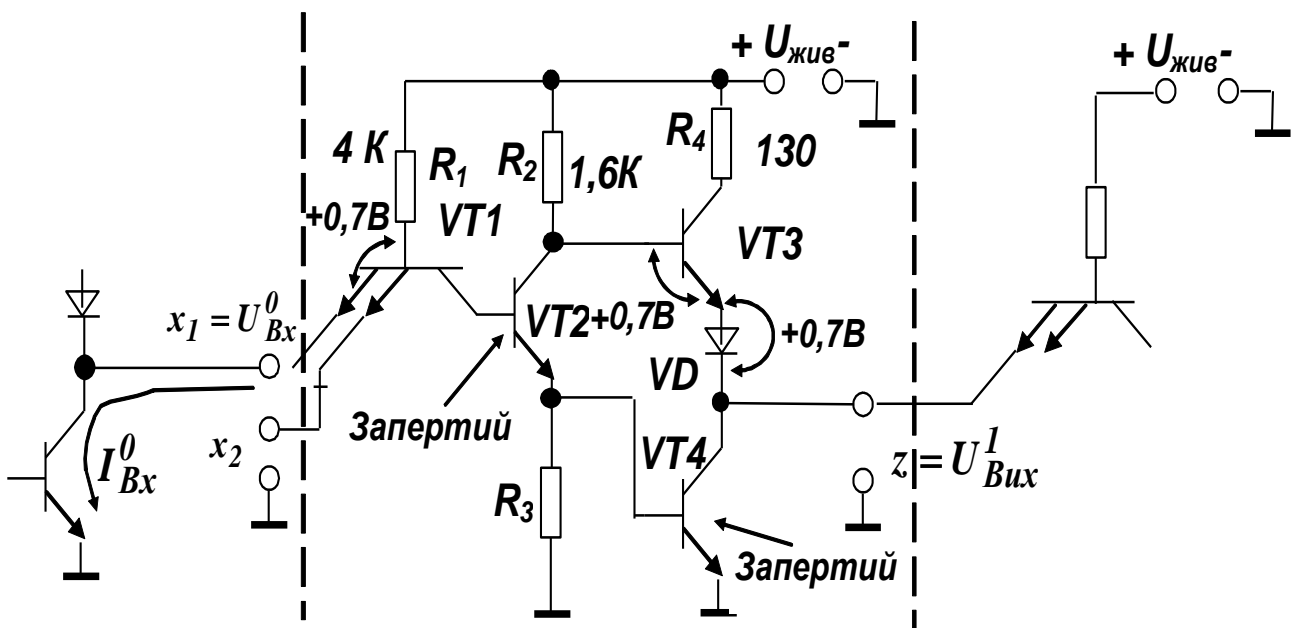 + Uжив-
+ Uжив-
4 К
R1
R2
1,6К
R4
130
+0,7В
VT1
VT3
x1 = U0Вх
VT2
+0,7В
+0,7В
VD
Запертий
x2
I0Вх
VT4
z = U1Вих
R3
Запертий